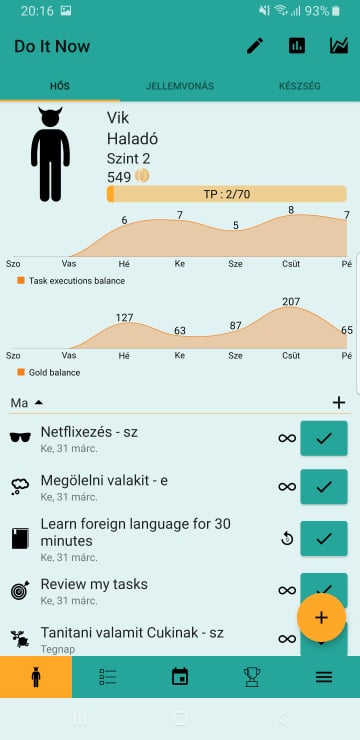 20:16
93%
Do It Now
HŐS
JELLEMVONÁS
KÉSZSÉG
Vik
Haladó
Szint 2
549
TP : 2/70
6
7
5
8
7
Szo
Vas
Hé
Ke
Sze
Csüt
Pé
Task executions balance
127
63
87
207
65
Szo
Vas
Hé
Ke
Sze
Csüt
Pé
Gold balance
Ma
Netflixezés - sz
Ke, 31 márc.
Megölelni valakit - e
Ke, 31 márc.
Learn foreign language for 30
minutes
Ke, 31 márc.
Review my tasks
Ke, 31 márc.
Tanitani valamit Cukinak - sz
Tegnap